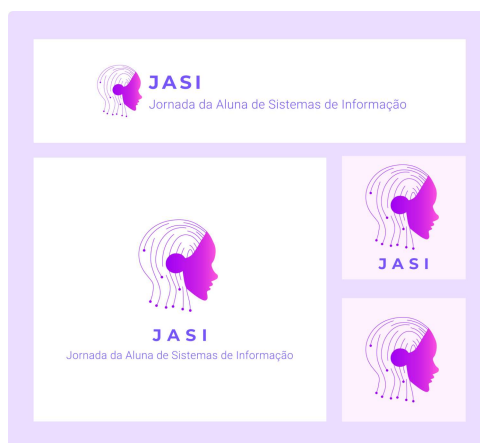 JASI
Jornada da Aluna de Sistemas de Informação
JASI
JASI
Jornada da Aluna de Sistemas de Informação